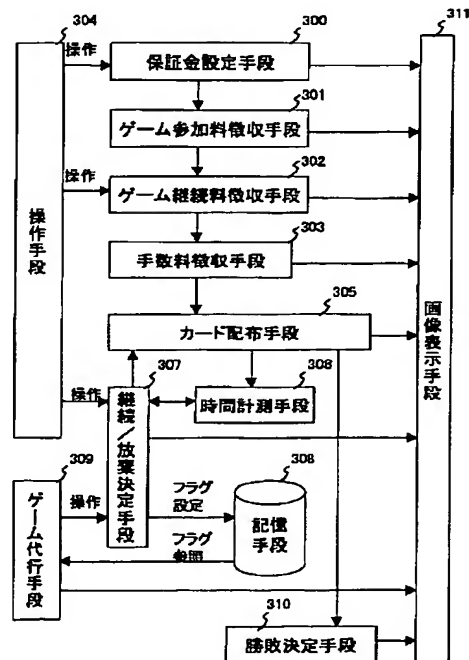 304
300
311
操作
保証金設定手段
301
ゲーム参加料徴収手段
操作
302
ゲーム継続料徴収手段
303
手数料徴収手段
操作手段
305
カード配布手段
画像表示手段
307
308
操作
継続/放棄決定手段
時間計測手段
309
操作
フラグ設定
308
記憶手段
フラグ参照
ゲーム代行手段
310
勝敗決定手段